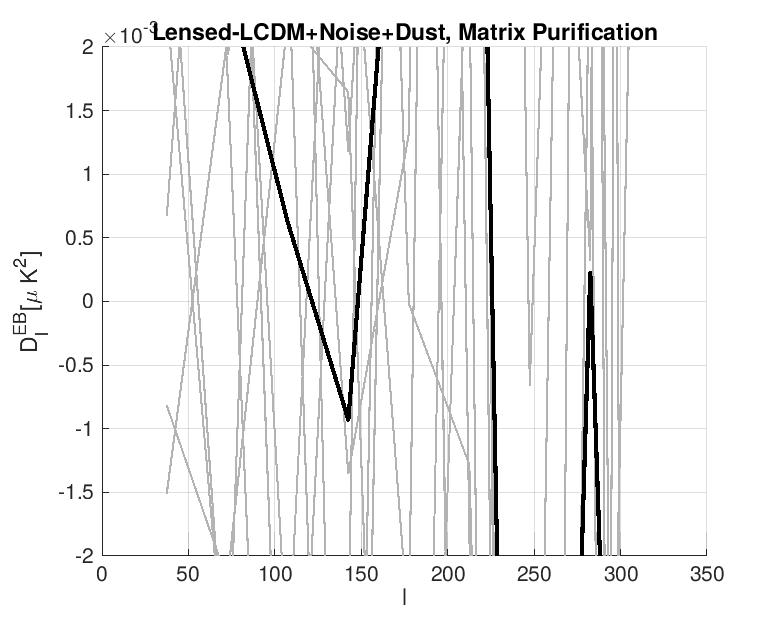 ×10⁻³
Lensed-LCDM+Noise+Dust, Matrix Purification
2
1.5
1
0.5
0
-0.5
-1
-1.5
-2
D_l^EB[μ K²]
0 50 100 150 200 250 300 350
l